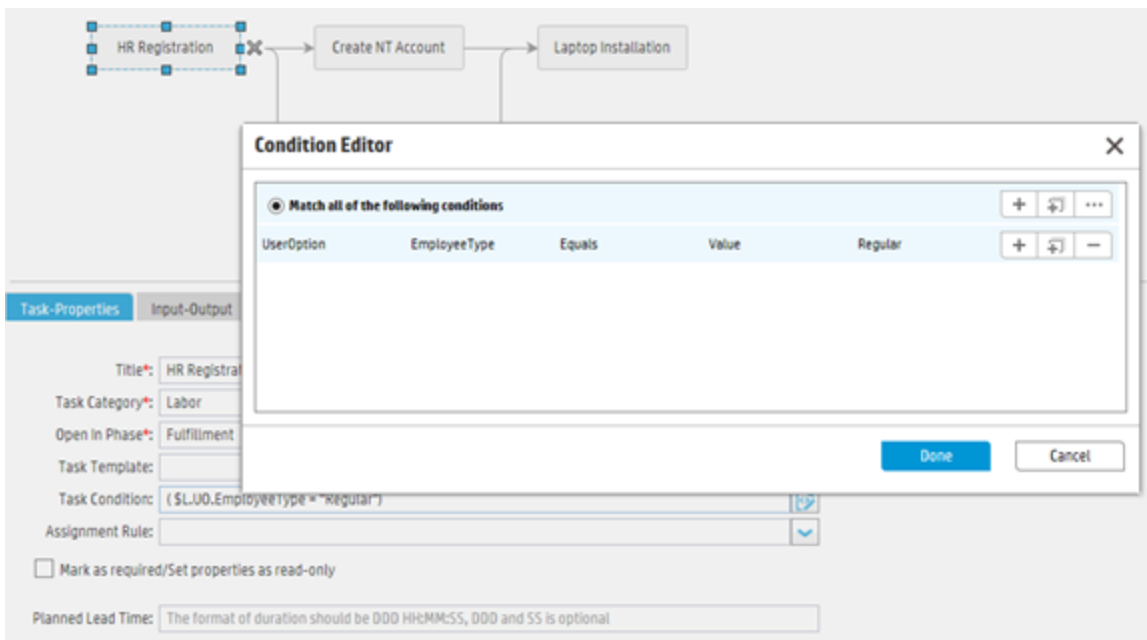 HR Registration
Create NT Account
Laptop Installation
Condition Editor
Match all of the following conditions
UserOption EmployeeType Equals Value Regular
Task-Properties Input-Output
Title*: HR Registrat
Task Category*: Labor
Open In Phase*: Fulfillment
Done Cancel
Task Template:
Task Condition: ( $L.UO.EmployeeType = "Regular")
Assignment Rule:
Mark as required/Set properties as read-only
Planned Lead Time: The format of duration should be DDD HH:MM:SS, DDD and SS is optional